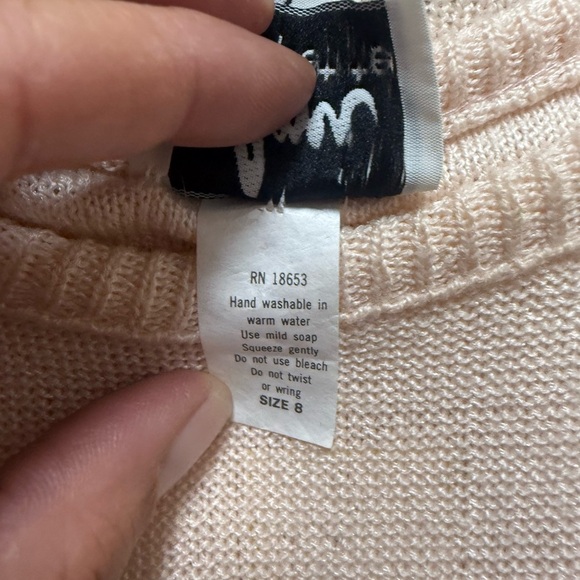 RN 18653
Hand washable in
warm water
Use mild soap
Squeeze gently
Do not use bleach
Do not twist
or wring
SIZE 8